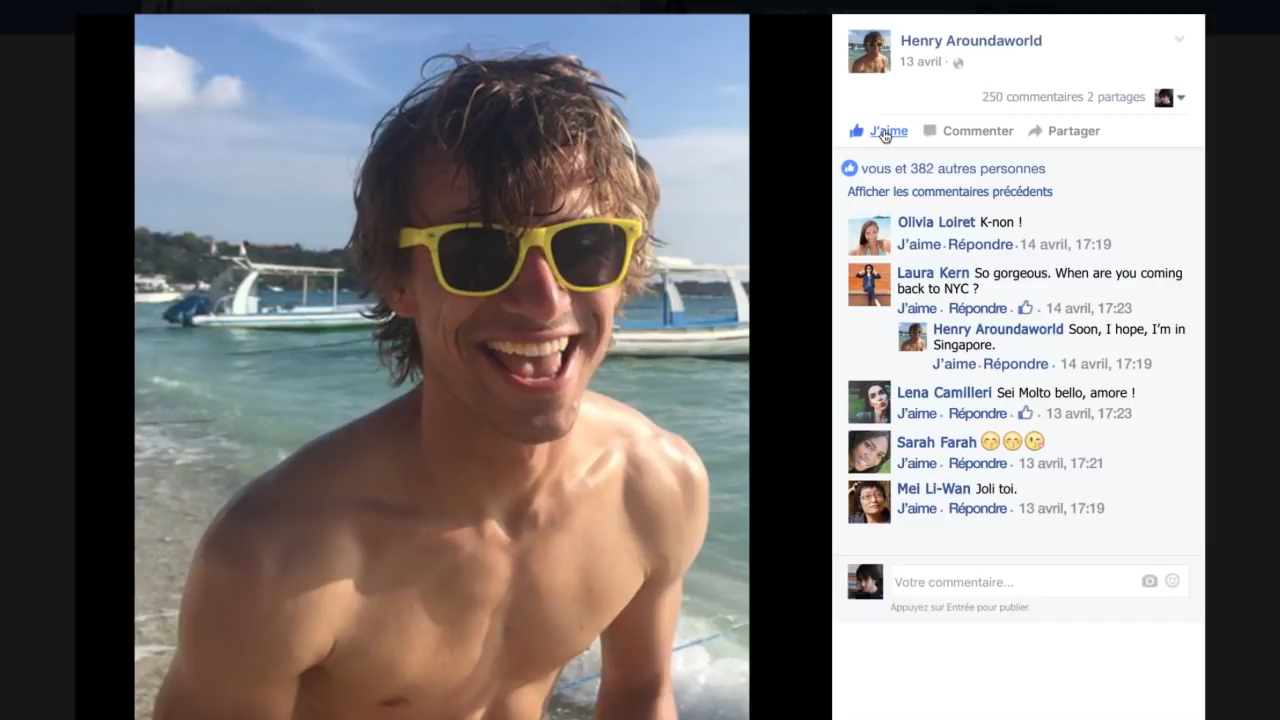 Henry Aroundaworld
13 avril ·
250 commentaires 2 partages
J'aime Commenter Partager
vous et 382 autres personnes
Afficher les commentaires précédents
Olivia Loiret K-non !
J'aime · Répondre · 14 avril, 17:19
Laura Kern So gorgeous. When are you coming
back to NYC ?
J'aime · Répondre · 14 avril, 17:23
Henry Aroundaworld Soon, I hope, I'm in
Singapore.
J'aime · Répondre · 14 avril, 17:19
Lena Camilleri Sei Molto bello, amore !
J'aime · Répondre · 13 avril, 17:23
Sarah Farah 😙😙😘
J'aime · Répondre · 13 avril, 17:21
Mei Li-Wan Joli toi.
J'aime · Répondre · 13 avril, 17:19
Votre commentaire...
Appuyez sur Entrée pour publier.